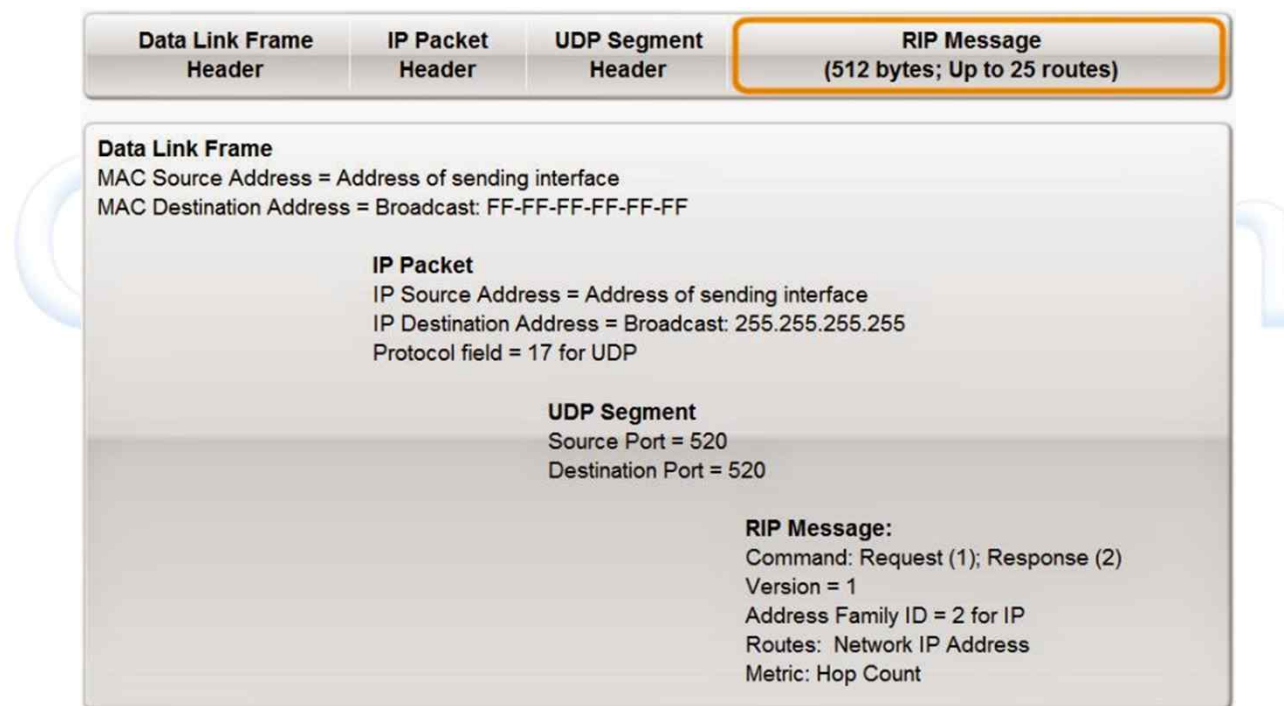 Data Link Frame Header
IP Packet Header
UDP Segment Header
RIP Message
(512 bytes; Up to 25 routes)
Data Link Frame
MAC Source Address = Address of sending interface
MAC Destination Address = Broadcast: FF-FF-FF-FF-FF-FF
IP Packet
IP Source Address = Address of sending interface
IP Destination Address = Broadcast: 255.255.255.255
Protocol field = 17 for UDP
UDP Segment
Source Port = 520
Destination Port = 520
RIP Message:
Command: Request (1); Response (2)
Version = 1
Address Family ID = 2 for IP
Routes: Network IP Address
Metric: Hop Count